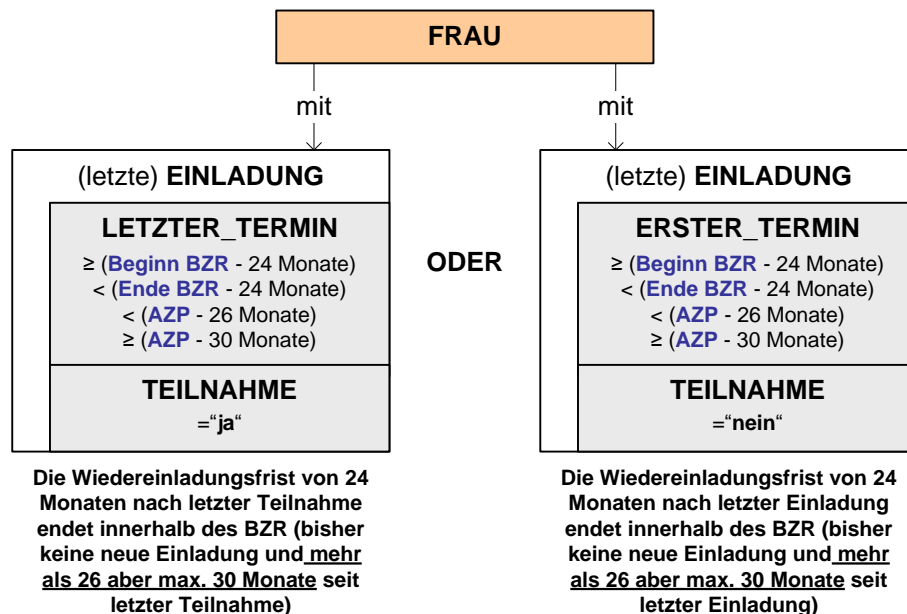 FRAU
mit
mit
(letzte) EINLADUNG
LETZTER_TERMIN
≥ (Beginn BZR - 24 Monate)
< (Ende BZR - 24 Monate)
< (AZP - 26 Monate)
≥ (AZP - 30 Monate)
TEILNAHME
=“ja“
Die Wiedereinladungsfrist von 24
Monaten nach letzter Teilnahme
endet innerhalb des BZR (bisher
keine neue Einladung und mehr
als 26 aber max. 30 Monate seit
letzter Teilnahme)
ODER
(letzte) EINLADUNG
ERSTER_TERMIN
≥ (Beginn BZR - 24 Monate)
< (Ende BZR - 24 Monate)
< (AZP - 26 Monate)
≥ (AZP - 30 Monate)
TEILNAHME
=“nein“
Die Wiedereinladungsfrist von 24
Monaten nach letzter Einladung
endet innerhalb des BZR (bisher
keine neue Einladung und mehr
als 26 aber max. 30 Monate seit
letzter Einladung)